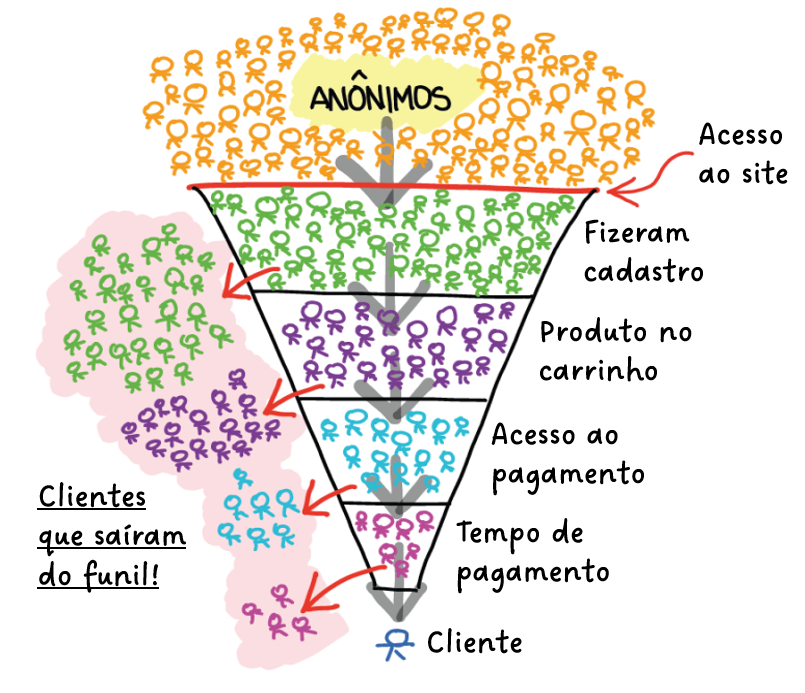 ANÔNIMOS
Acesso
ao site
Fizeram
cadastro
Produto no
carrinho
Acesso ao
pagamento
Clientes
que saíram
do funil!
Tempo de
pagamento
Cliente